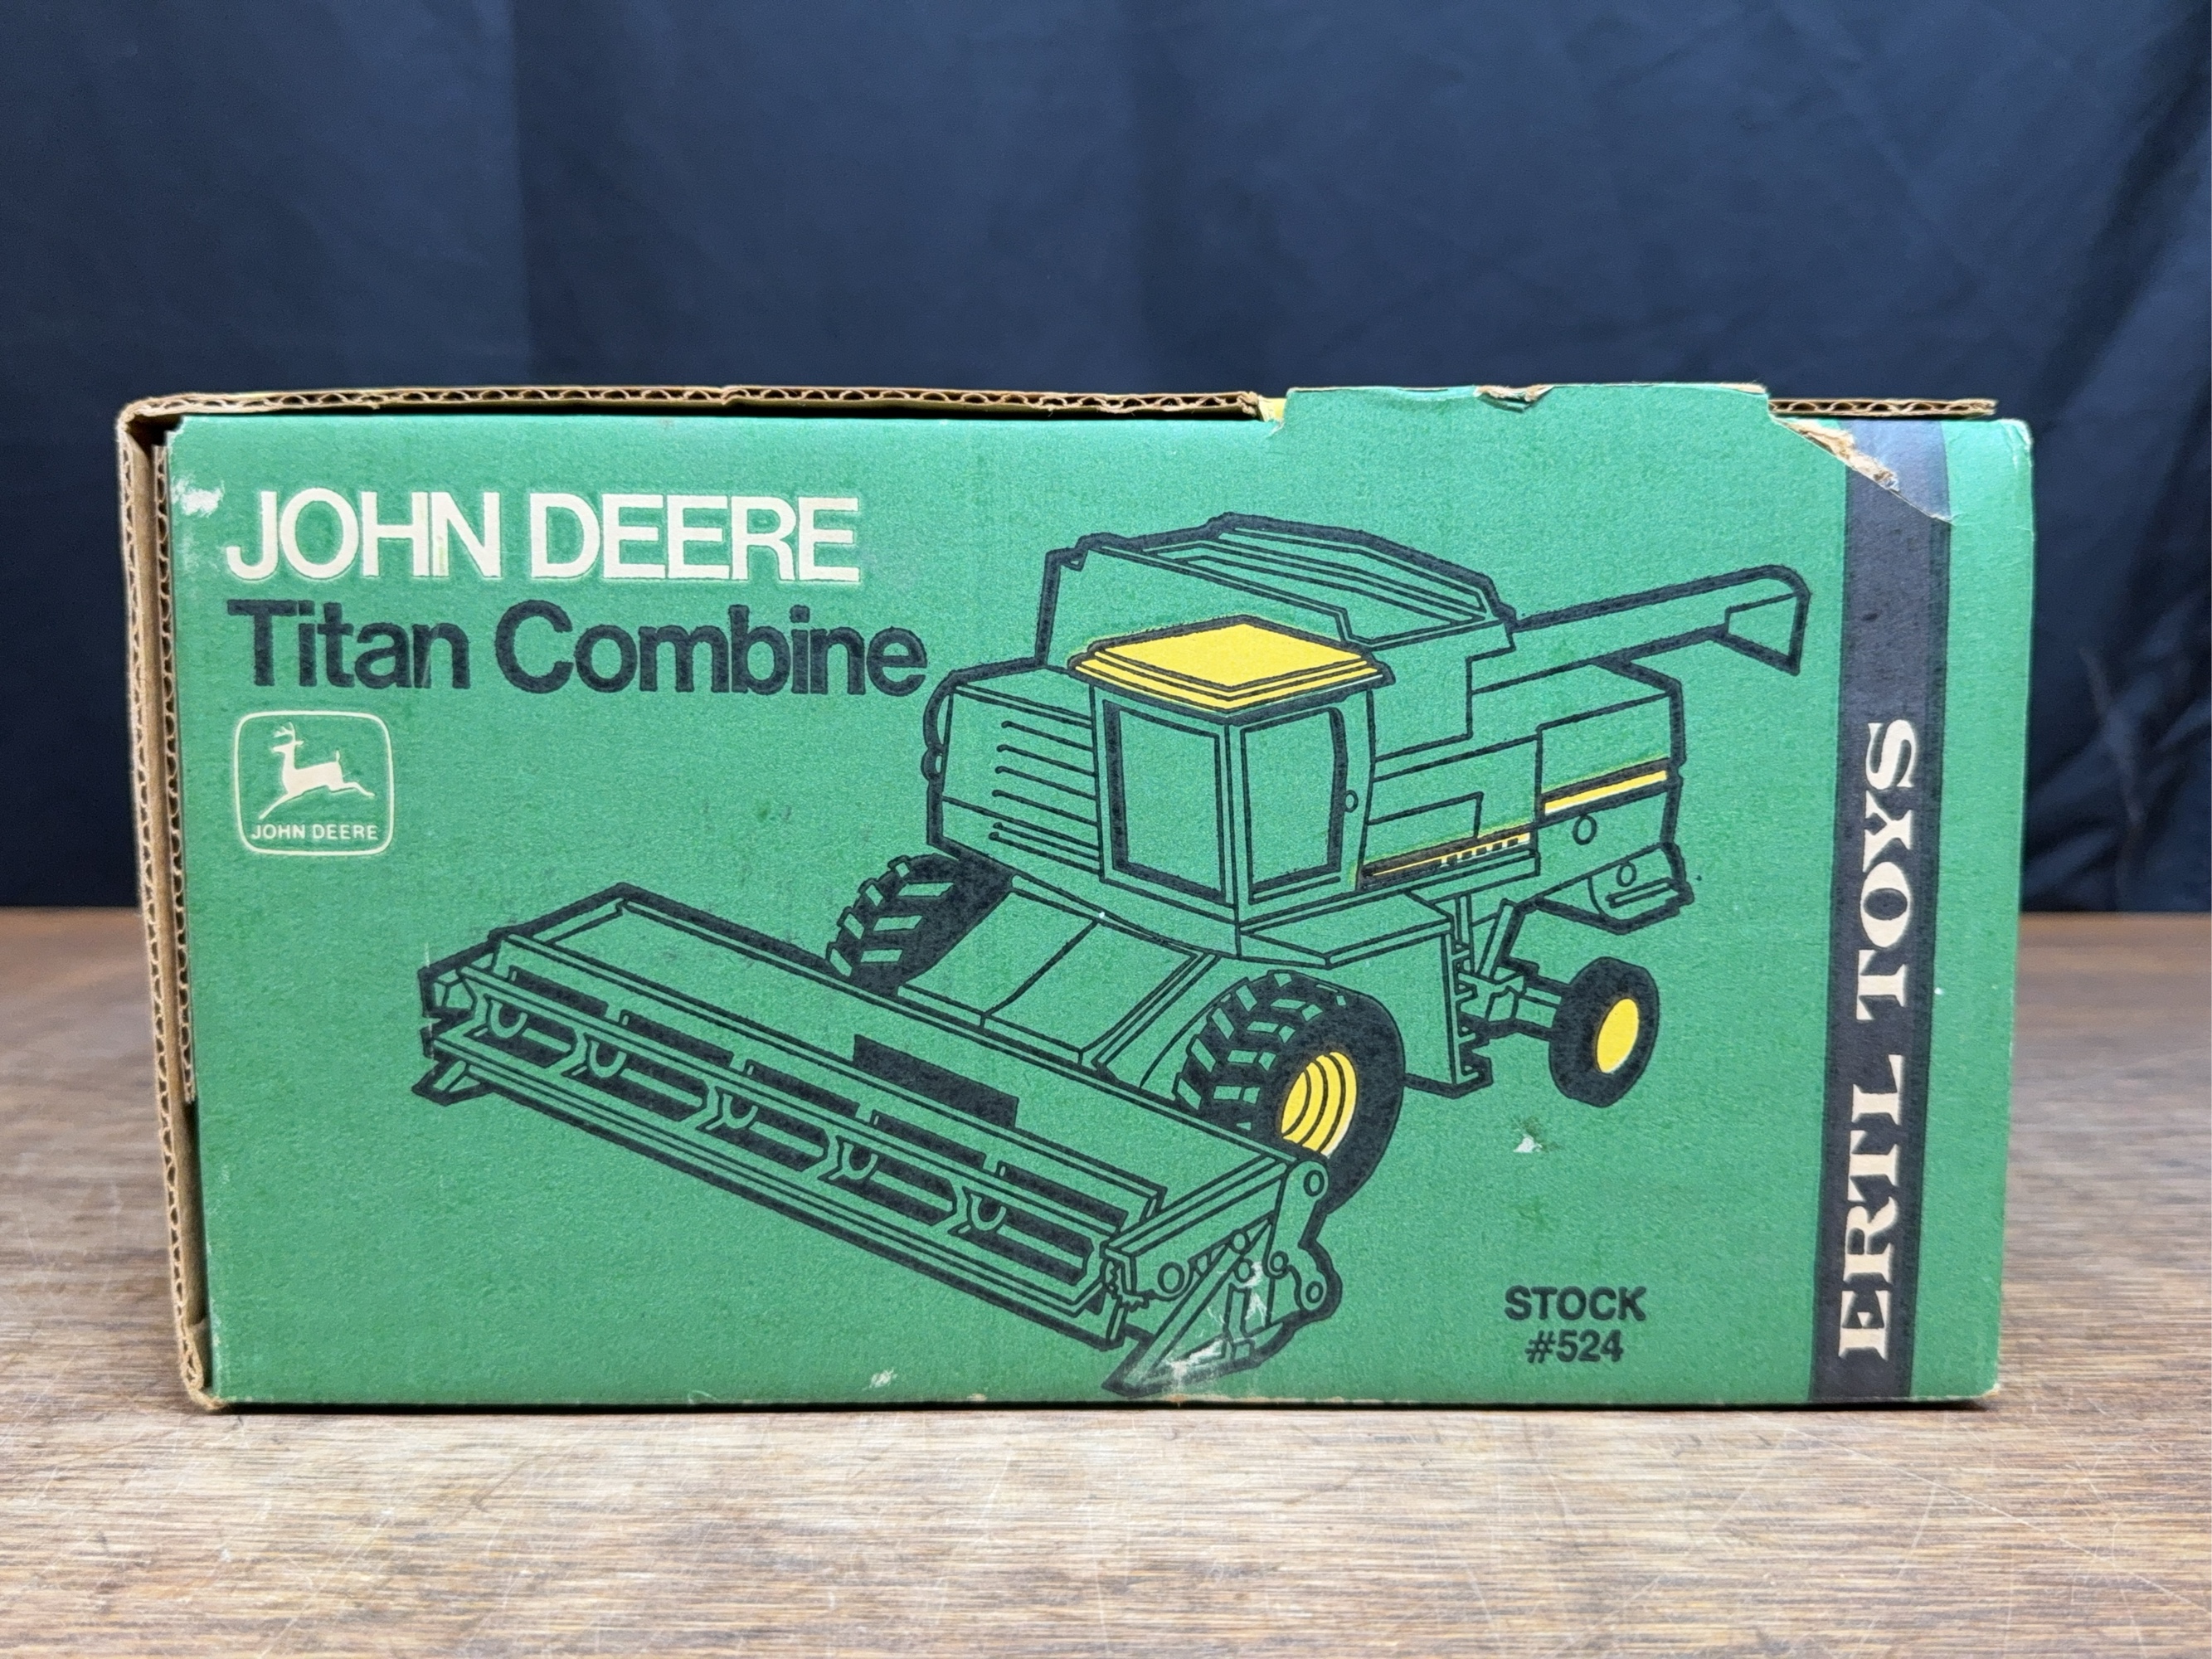 JOHN DEERE
Titan Combine
JOHN DEERE
STOCK
#524
ERTL TOYS